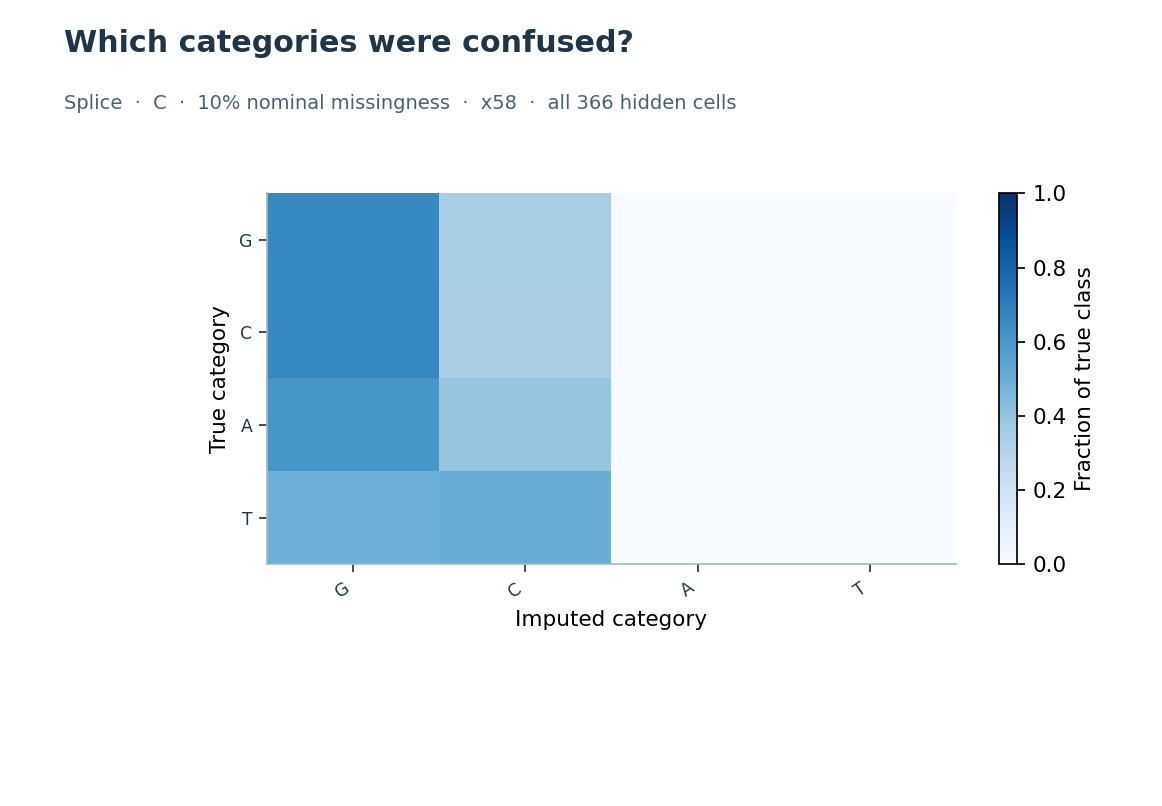 Which categories were confused?
Splice · C · 10% nominal missingness · x58 · all 366 hidden cells
True category
G
C
A
T
G
C
A
T
Imputed category
1.0
0.8
0.6
0.4
0.2
0.0
Fraction of true class